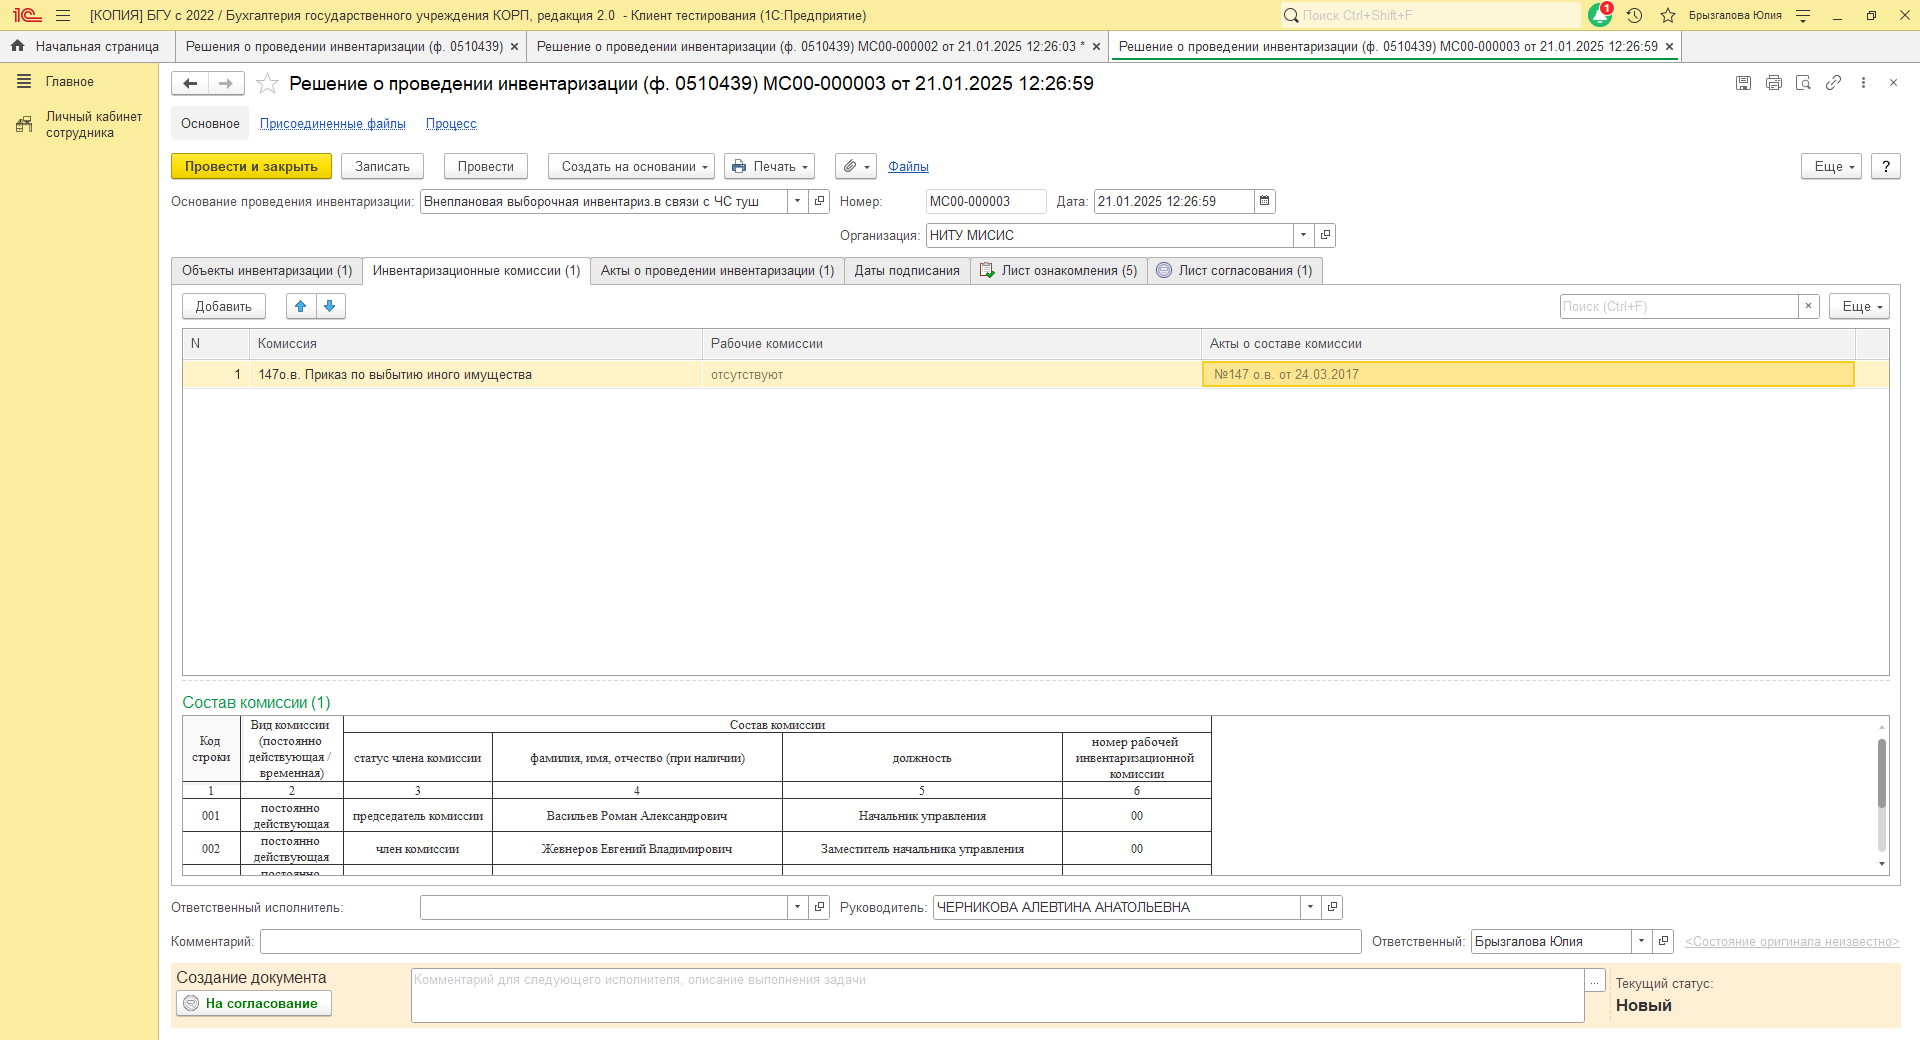 [КОПИЯ] БГУ с 2022 / Бухгалтерия государственного учреждения КОРП, редакция 2.0 - Клиент тестирования (1С:Предприятие)
Поиск Ctrl+Shift+F
1
Брызгалова Юлия
Начальная страница
Решения о проведении инвентаризации (ф. 0510439)
Решение о проведении инвентаризации (ф. 0510439) МС00-000002 от 21.01.2025 12:26:03 *
Решение о проведении инвентаризации (ф. 0510439) МС00-000003 от 21.01.2025 12:26:59
Главное
Личный кабинет
сотрудника
Решение о проведении инвентаризации (ф. 0510439) МС00-000003 от 21.01.2025 12:26:59
Основное Присоединенные файлы Процесс
Провести и закрыть Записать Провести Создать на основании Печать Файлы Еще ?
Основание проведения инвентаризации: Внеплановая выборочная инвентариз.в связи с ЧС туш Номер: МС00-000003 Дата: 21.01.2025 12:26:59
Организация: НИТУ МИСИС
Объекты инвентаризации (1) Инвентаризационные комиссии (1) Акты о проведении инвентаризации (1) Даты подписания Лист ознакомления (5) Лист согласования (1)
Добавить Поиск (Ctrl+F) × Еще
N Комиссия Рабочие комиссии Акты о составе комиссии
1 147о.в. Приказ по выбытию иного имущества отсутствуют №147 о.в. от 24.03.2017
Состав комиссии (1)
Код
строки
Вид комиссии
(постоянно
действующая /
временная)
Состав комиссии
статус члена комиссии
фамилия, имя, отчество (при наличии)
должность
номер рабочей
инвентаризационной
комиссии
1 2 3 4 5 6
001 постоянно
действующая председатель комиссии Васильев Роман Александрович Начальник управления 00
002 постоянно
действующая член комиссии Жевнеров Евгений Владимирович Заместитель начальника управления 00
постоянно
Ответственный исполнитель: Руководитель: ЧЕРНИКОВА АЛЕВТИНА АНАТОЛЬЕВНА
Комментарий: Ответственный: Брызгалова Юлия <Состояние оригинала неизвестно>
Создание документа
На согласование
Комментарий для следующего исполнителя, описание выполнения задачи
...
Текущий статус:
Новый